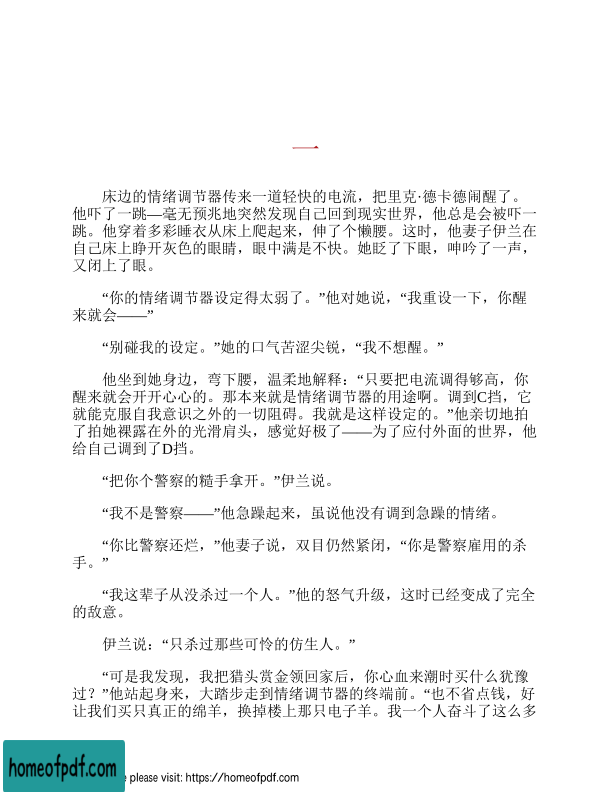 一
床边的情绪调节器传来一道轻快的电流，把里克·德卡德闹醒了。
他吓了一跳—毫无预兆地突然发现自己回到现实世界，他总是会被吓一
跳。他穿着多彩睡衣从床上爬起来，伸了个懒腰。这时，他妻子伊兰在
自己床上睁开灰色的眼睛，眼中满是不快。她眨了下眼，呻吟了一声，
又闭上了眼。
“你的情绪调节器设定得太弱了。”他对她说，“我重设一下，你醒
来就会——”
“别碰我的设定。”她的口气苦涩尖锐，“我不想醒。”
他坐到她身边，弯下腰，温柔地解释：“只要把电流调得够高，你
醒来就会开开心心的。那本来就是情绪调节器的用途啊。调到C挡，它
就能克服自我意识之外的一切阻碍。我就是这样设定的。”他亲切地拍
了拍她裸露在外的光滑肩头，感觉好极了——为了应付外面的世界，他
给自己调到了D挡。
“把你个警察的糙手拿开。”伊兰说。
“我不是警察——”他急躁起来，虽说他没有调到急躁的情绪。
“你比警察还烂，”他妻子说，双目仍然紧闭，“你是警察雇用的杀
手。”
“我这辈子从没杀过一个人。”他的怒气升级，这时已经变成了完全
的敌意。
伊兰说：“只杀过那些可怜的仿生人。”
“可是我发现，我把猎头赏金领回家后，你心血来潮时买什么犹豫
过？”他站起身来，大踏步走到情绪调节器的终端前。“也不省点钱，好
让我们买只真正的绵羊，换掉楼上那只电子羊。我一个人奋斗了这么多
homeofpdf.com
e please visit: https://homeofpdf.com